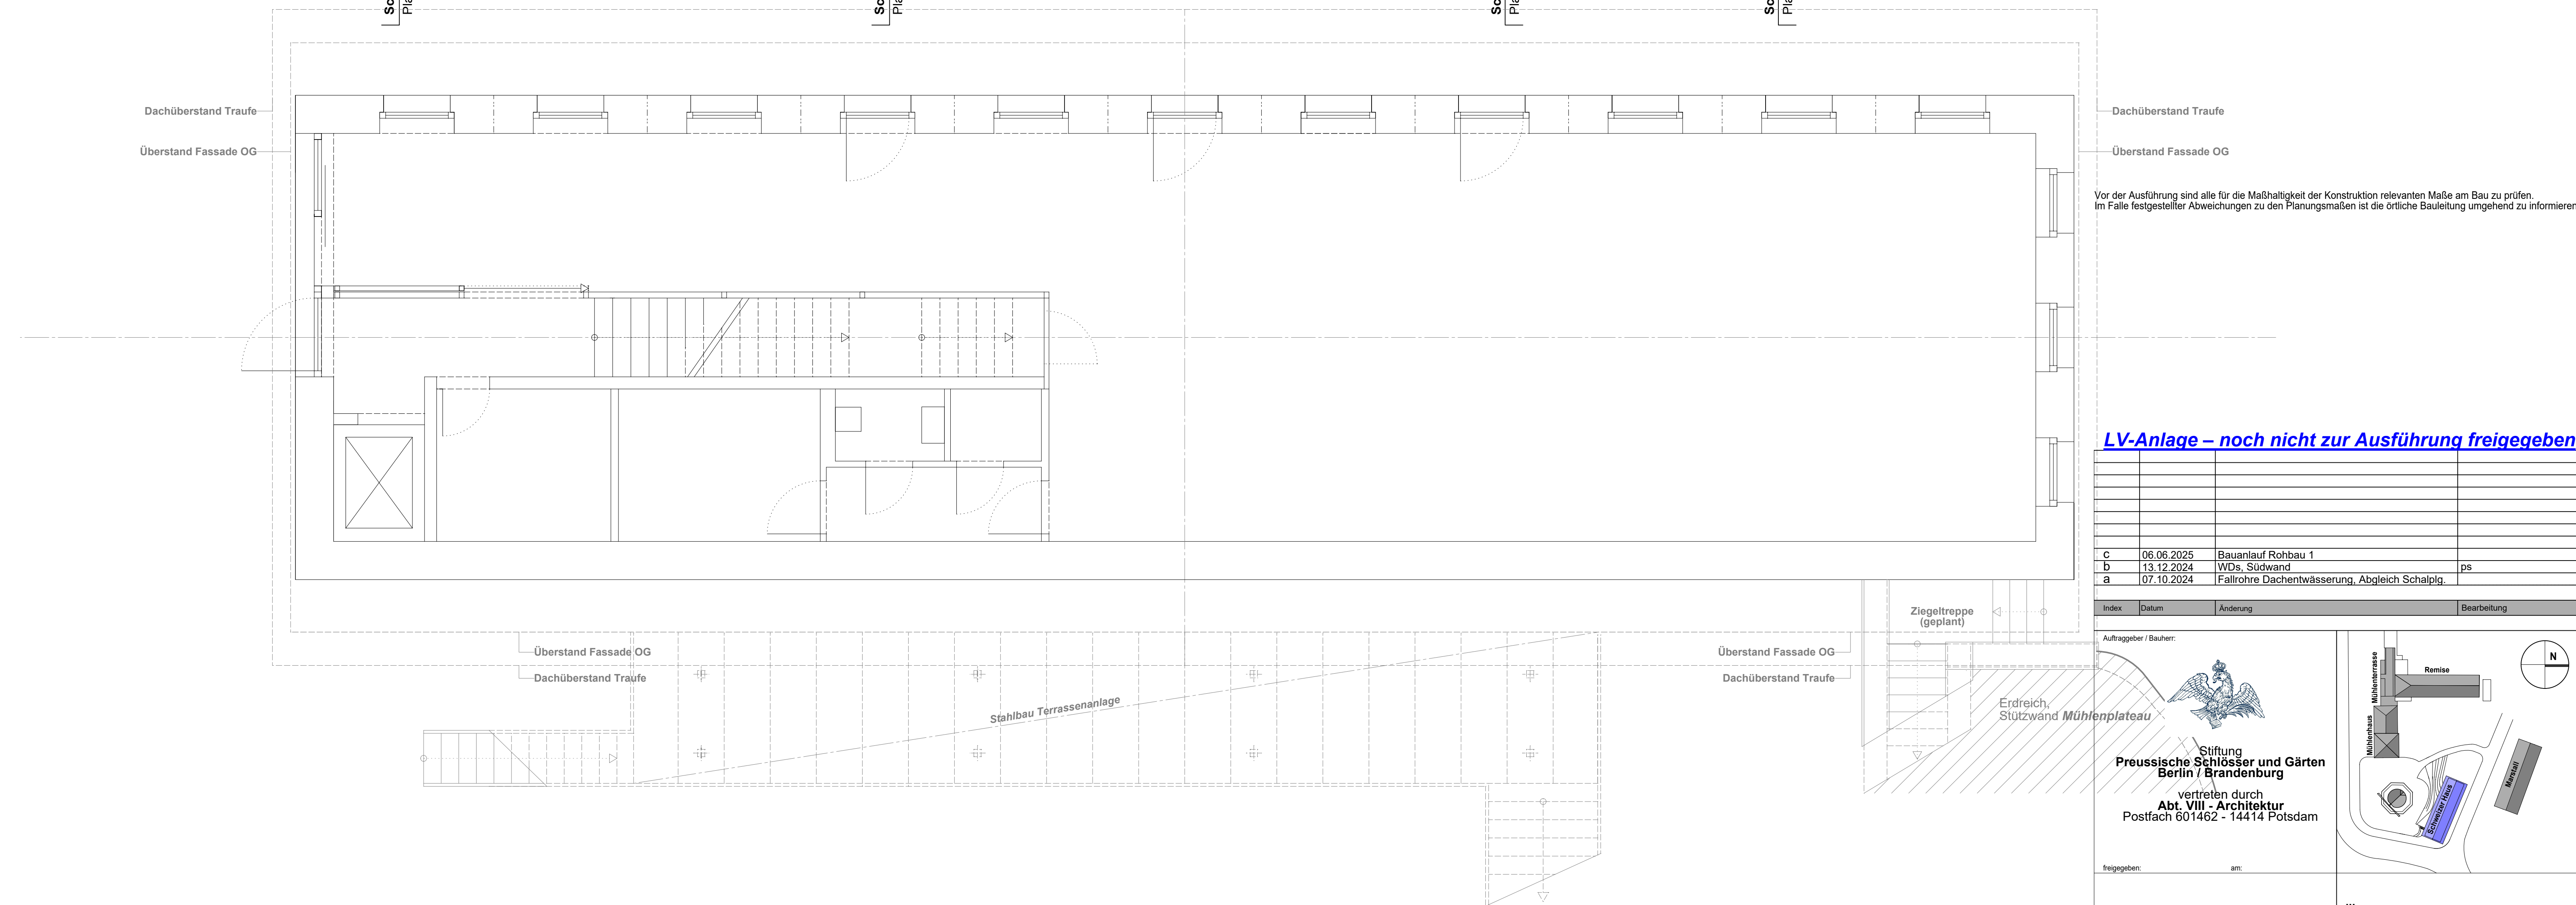 Dachüberstand Traufe
Überstand Fassade OG
Dachüberstand Traufe
Überstand Fassade OG
Vor der Ausführung sind alle für die Maßhaltigkeit der Konstruktion relevanten Maße am Bau zu prüfen.
Im Falle festgestellter Abweichungen zu den Planungsmaßen ist die örtliche Bauleitung umgehend zu informieren
LV-Anlage – noch nicht zur Ausführung freigegeben
c 06.06.2025 Bauanlauf Rohbau 1
b 13.12.2024 WDs, Südwand ps
a 07.10.2024 Fallrohre Dachentwässerung, Abgleich Schalplg.
Index Datum Änderung Bearbeitung
Ziegeltreppe
(geplant)
Überstand Fassade OG
Dachüberstand Traufe
Überstand Fassade OG
Dachüberstand Traufe
Stahlbau Terrassenanlage
Erdreich,
Stützwand Mühlenplateau
Auftraggeber / Bauherr:
Stiftung
Preussische Schlösser und Gärten
Berlin / Brandenburg
vertreten durch
Abt. VIII - Architektur
Postfach 601462 - 14414 Potsdam
freigegeben: am:
Mühlenterrasse
Remise
N
Mühlenhaus
Marstall
Schweizer Haus